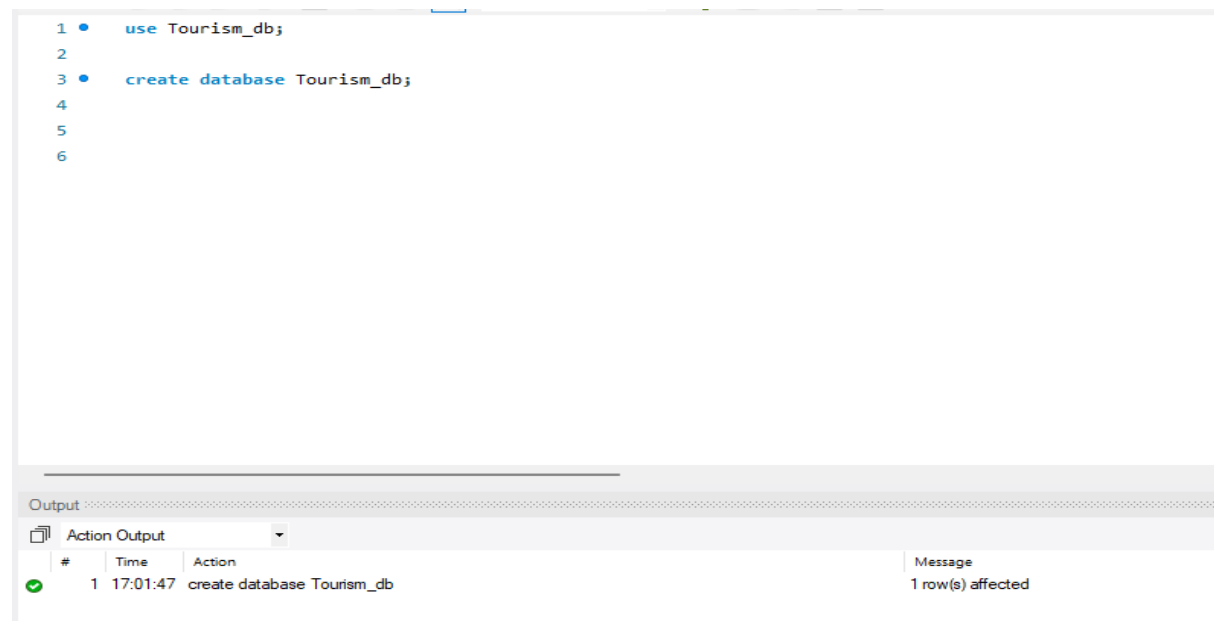 1 use Tourism_db;
2
3 create database Tourism_db;
4
5
6
Output
Action Output
# Time Action Message
1 17:01:47 create database Tourism_db 1 row(s) affected